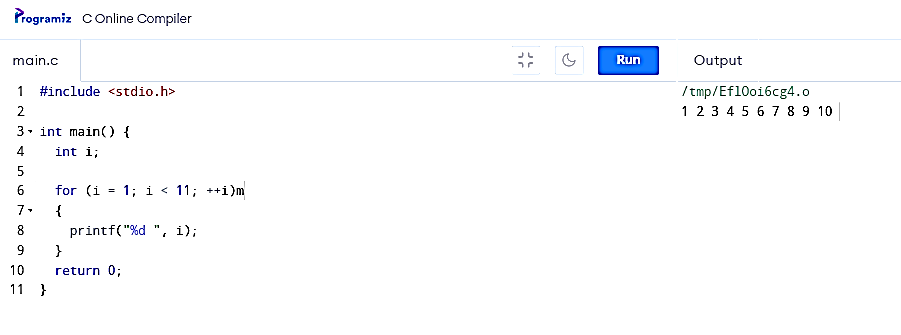 Programiz C Online Compiler
main.c Run Output
1 #include <stdio.h>
2
3 int main() {
4 int i;
5
6 for (i = 1; i < 11; ++i)m
7 {
8 printf("%d ", i);
9 }
10 return 0;
11 }
/tmp/EflOoi6cg4.o
1 2 3 4 5 6 7 8 9 10